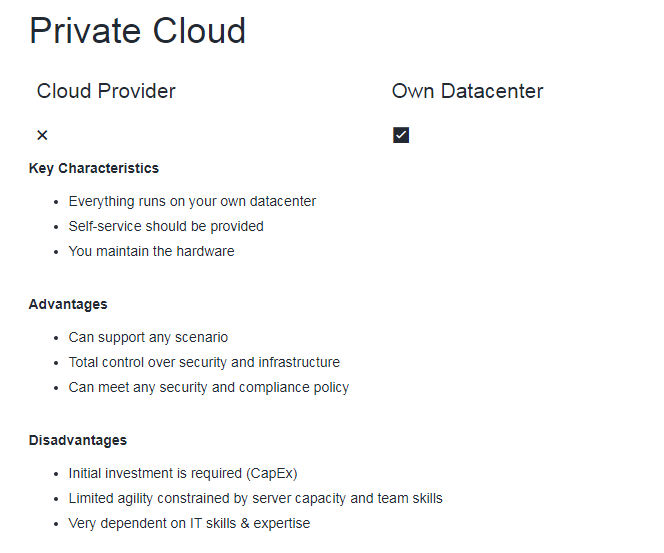 Private Cloud
Cloud Provider Own Datacenter
Key Characteristics
Everything runs on your own datacenter
Self-service should be provided
You maintain the hardware
Advantages
Can support any scenario
Total control over security and infrastructure
Can meet any security and compliance policy
Disadvantages
Initial investment is required (CapEx)
Limited agility constrained by server capacity and team skills
Very dependent on IT skills & expertise